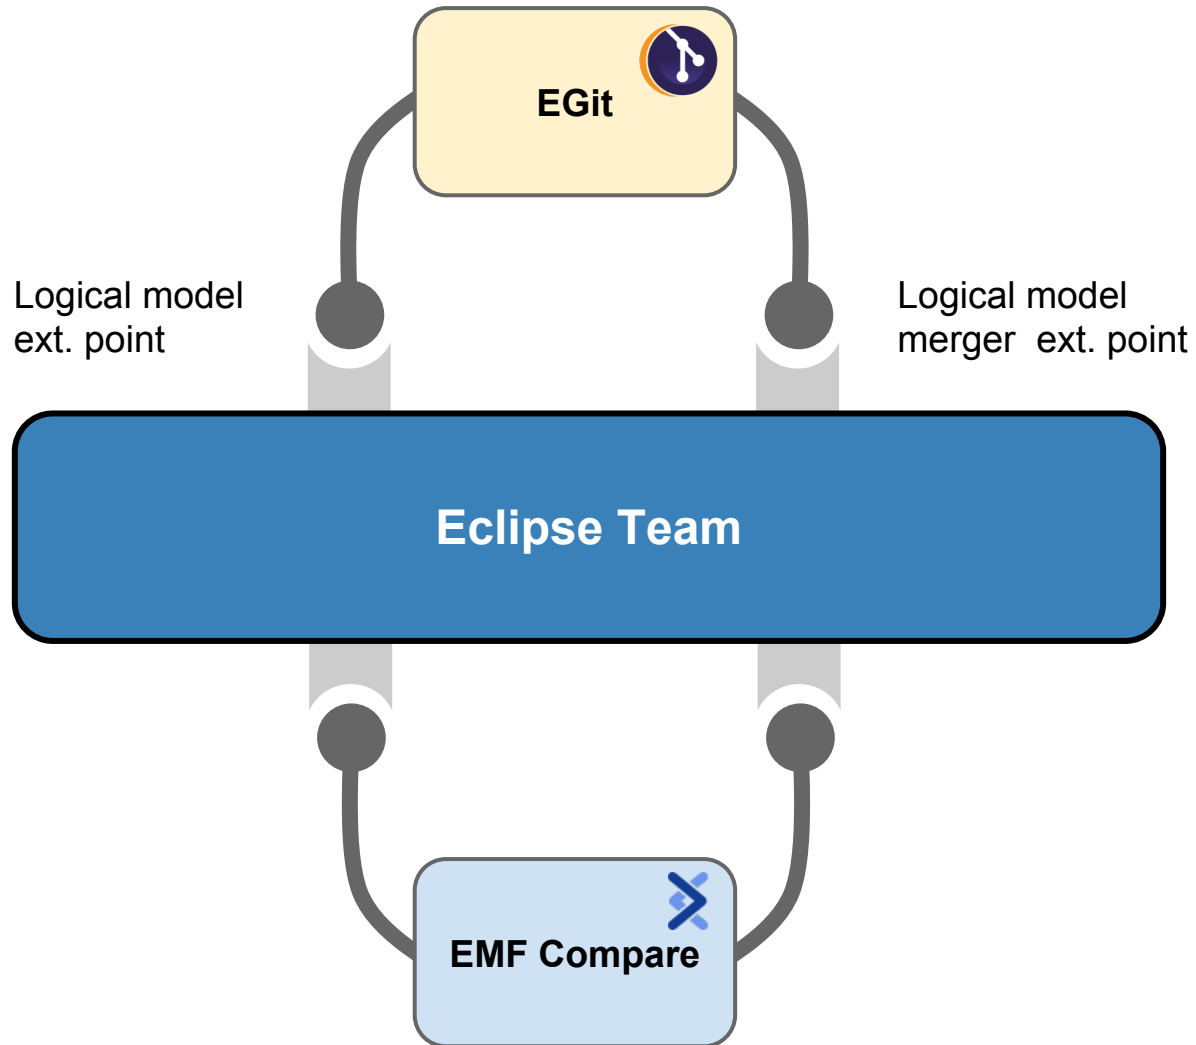 EGit
Logical model
ext. point
Logical model
merger  ext. point
Eclipse Team
EMF Compare